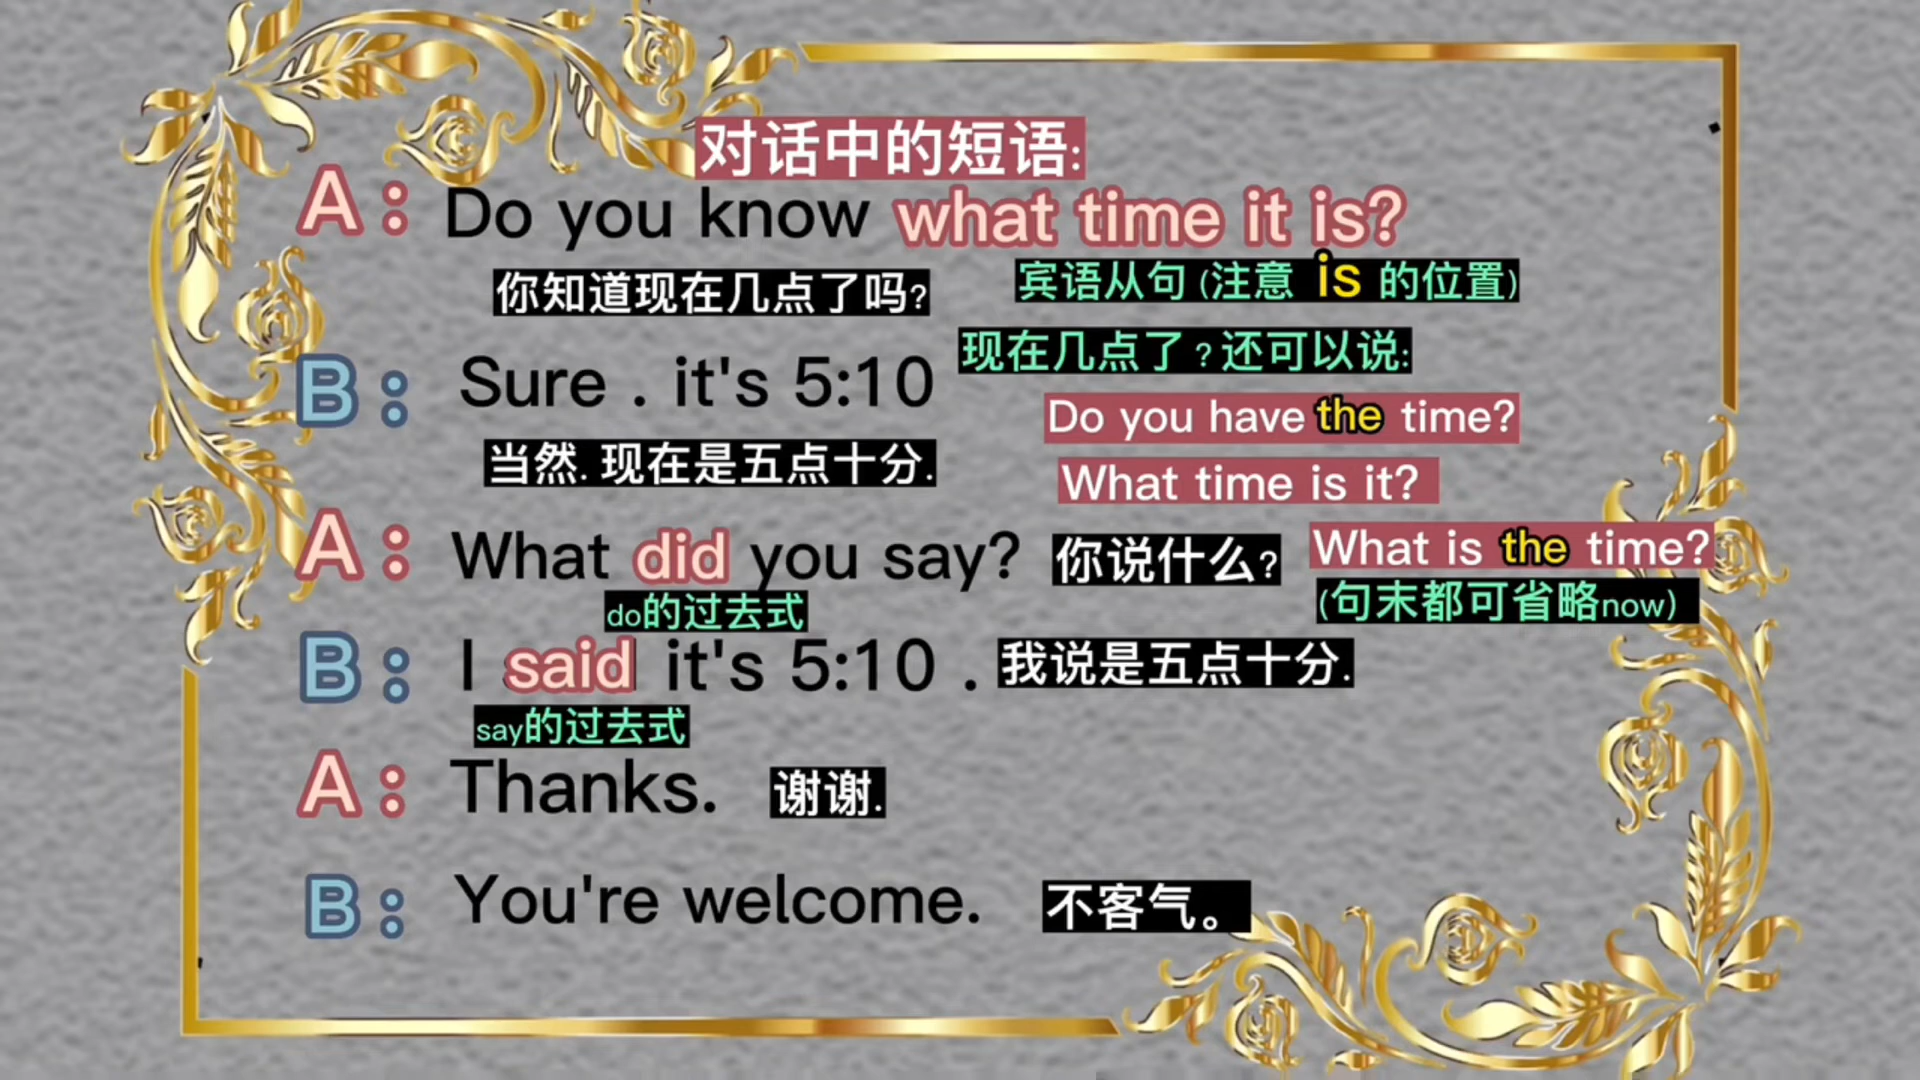 对话中的短语:
A: Do you know what time it is?
你知道现在几点了吗?
宾语从句(注意 is 的位置)
B: Sure . it's 5:10
当然.现在是五点十分.
现在几点了?还可以说:
Do you have the time?
What time is it?
What is the time?
(句末都可省略now)
A: What did you say? 你说什么?
do的过去式
B: I said it's 5:10 . 我说是五点十分.
say的过去式
A: Thanks. 谢谢.
B: You're welcome. 不客气。